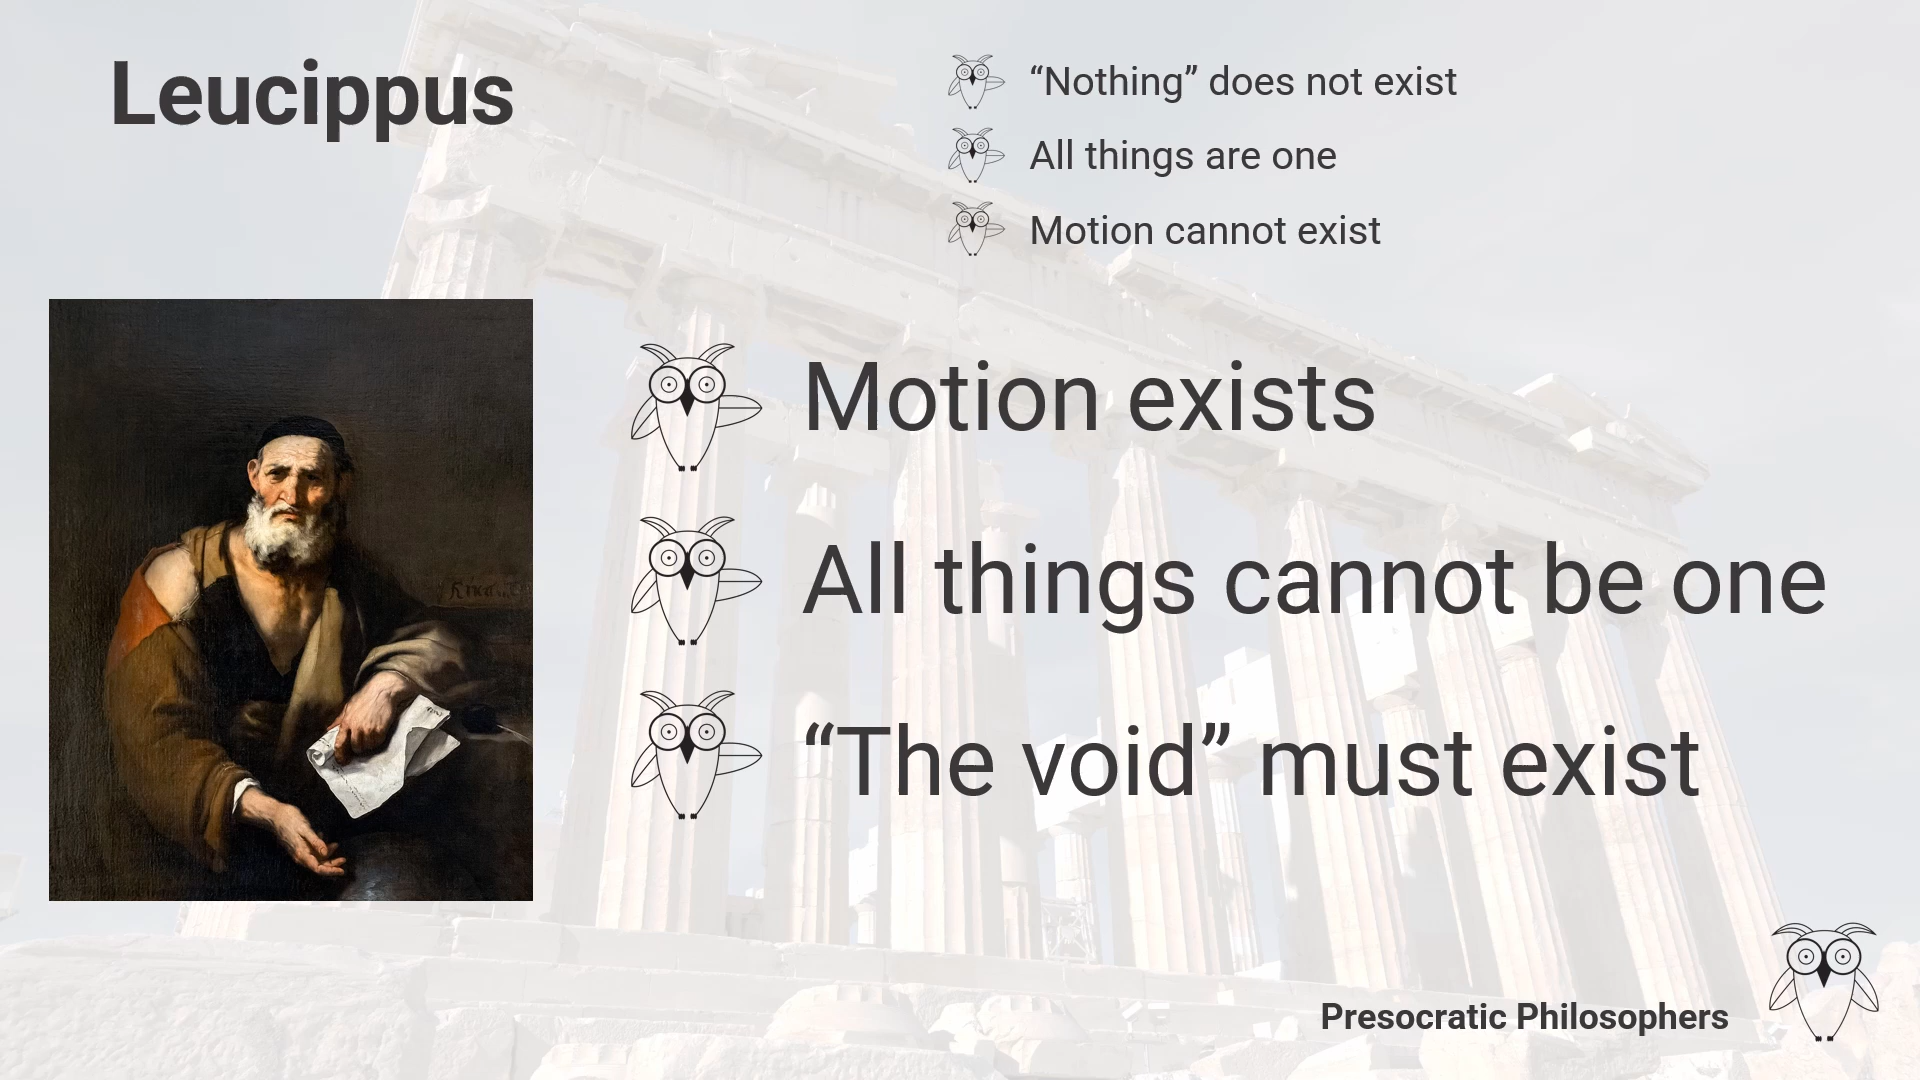 Leucippus
“Nothing” does not exist
All things are one
Motion cannot exist
Motion exists
All things cannot be one
“The void” must exist
Presocratic Philosophers